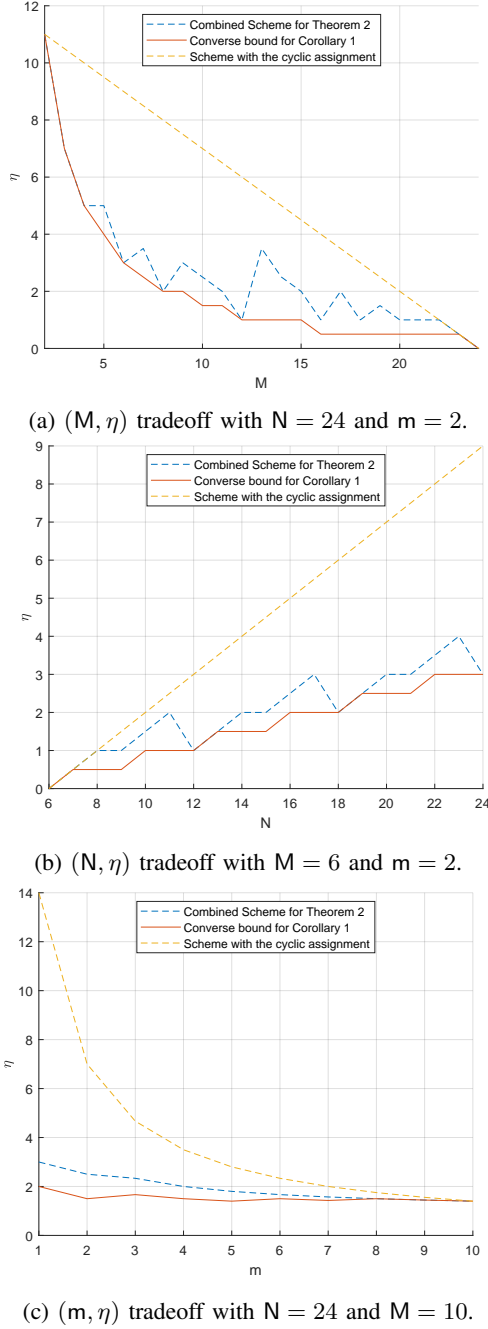 12
10
8
6
4
2
0
η
Combined Scheme for Theorem 2
Converse bound for Corollary 1
Scheme with the cyclic assignment
5 10 15 20
M
(a) (M, η) tradeoff with N = 24 and m = 2.
9
8
7
6
5
4
3
2
1
0
η
Combined Scheme for Theorem 2
Converse bound for Corollary 1
Scheme with the cyclic assignment
6 8 10 12 14 16 18 20 22 24
N
(b) (N, η) tradeoff with M = 6 and m = 2.
14
12
10
8
6
4
2
0
η
Combined Scheme for Theorem 2
Converse bound for Corollary 1
Scheme with the cyclic assignment
1 2 3 4 5 6 7 8 9 10
m
(c) (m, η) tradeoff with N = 24 and M = 10.